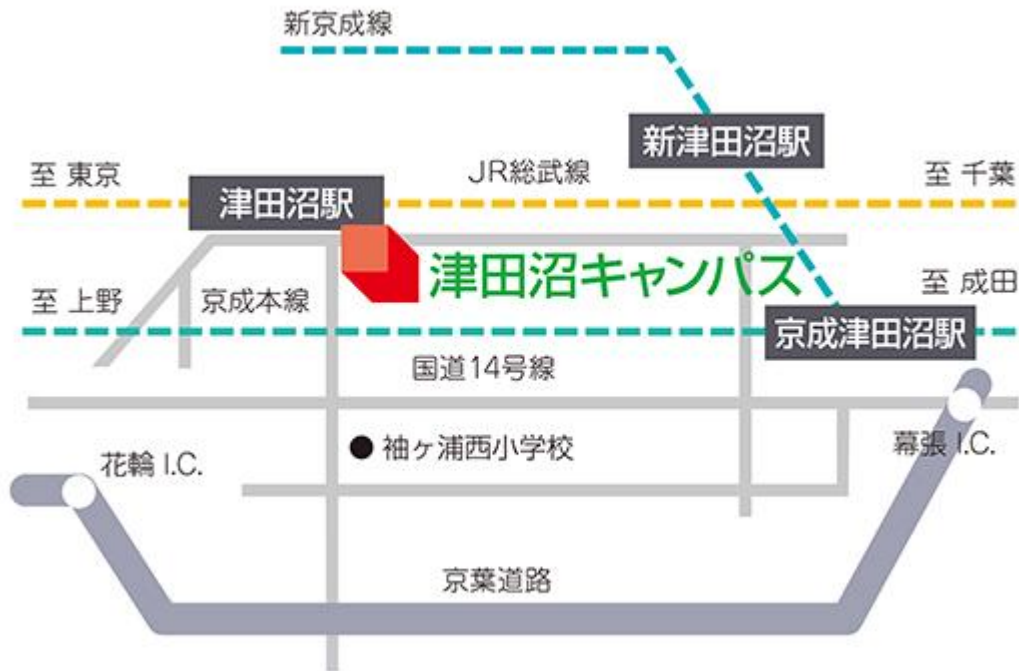 新京成線
新津田沼駅
至 東京
JR総武線
至 千葉
津田沼駅
津田沼キャンパス
至 上野
京成本線
至 成田
京成津田沼駅
国道14号線
袖ヶ浦西小学校
花輪 I.C.
幕張 I.C.
京葉道路